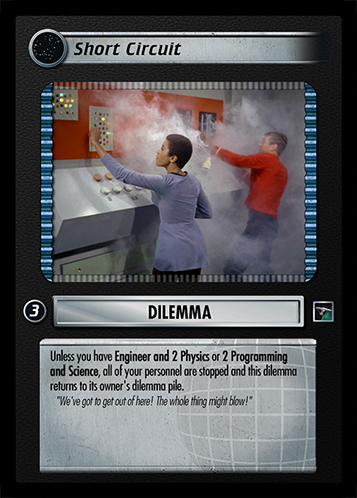 Short Circuit
3
DILEMMA
Unless you have Engineer and 2 Physics or 2 Programming
and Science, all of your personnel are stopped and this dilemma
returns to its owner's dilemma pile.
"We've got to get out of here! The whole thing might blow!"